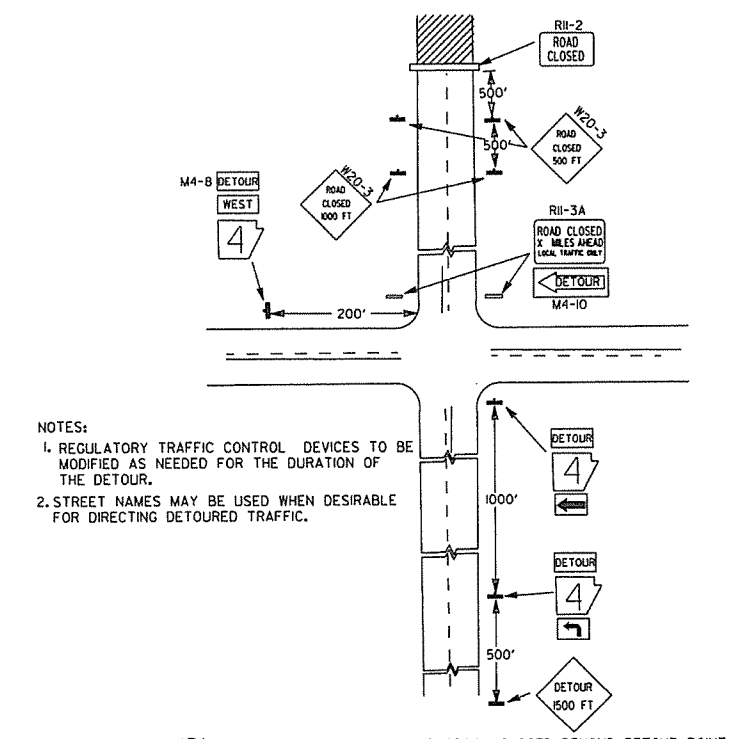 R11-2
ROAD
CLOSED
500'
500'
W20-3
ROAD
CLOSED
500 FT
W20-3
ROAD
CLOSED
1000 FT
M4-8 DETOUR
WEST
4
R11-3A
ROAD CLOSED
X MILES AHEAD
LOCAL TRAFFIC ONLY
DETOUR
M4-10
200'
NOTES:
1. REGULATORY TRAFFIC CONTROL DEVICES TO BE
MODIFIED AS NEEDED FOR THE DURATION OF
THE DETOUR.
2. STREET NAMES MAY BE USED WHEN DESIRABLE
FOR DIRECTING DETOURED TRAFFIC.
DETOUR
4
1000'
DETOUR
4
500'
DETOUR
1500 FT